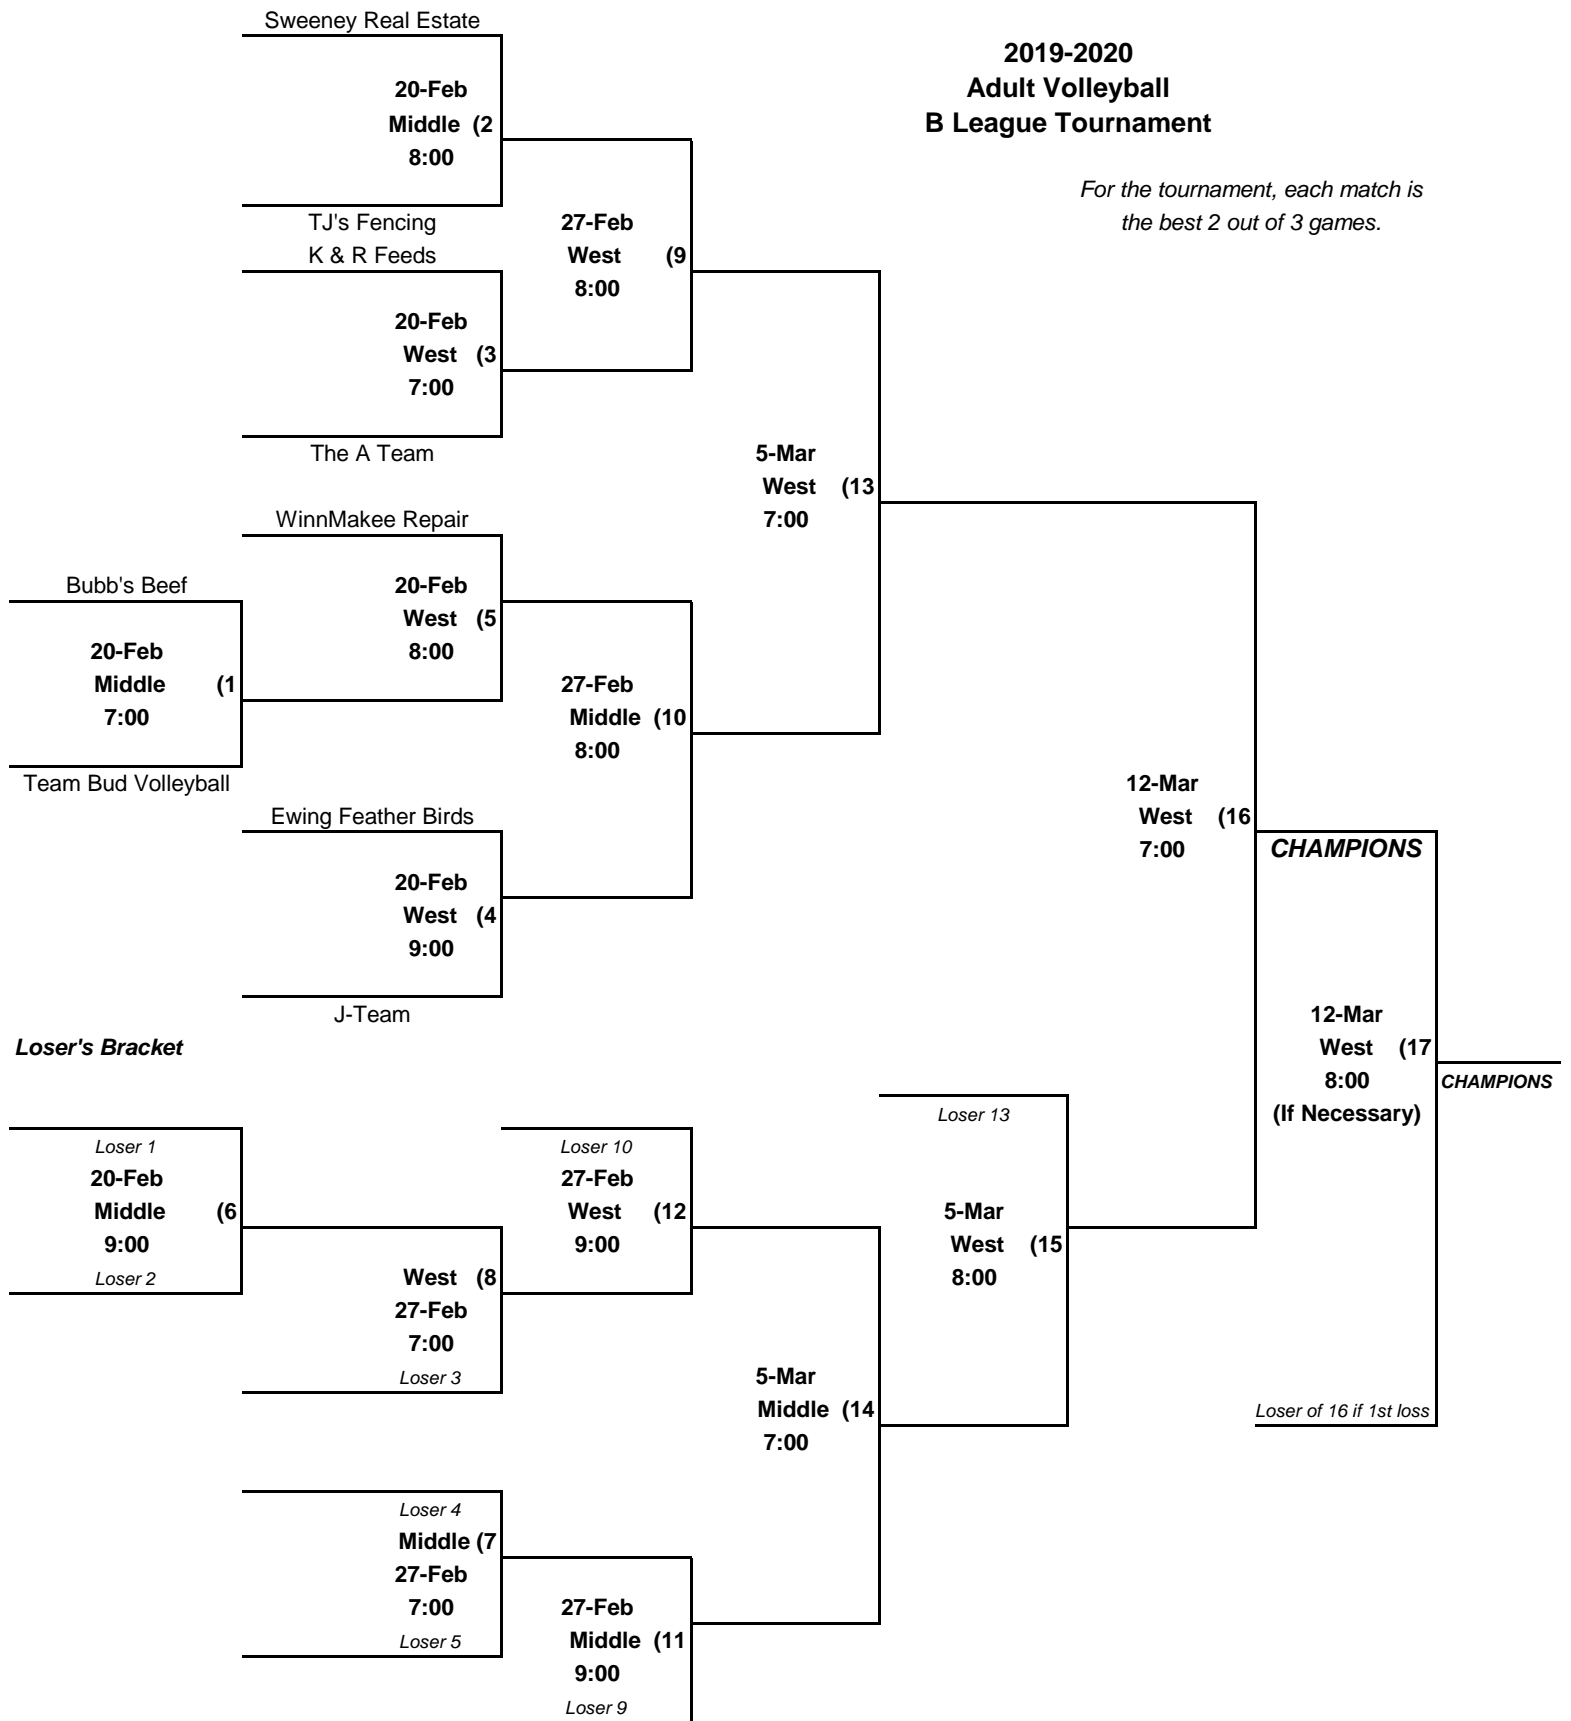 Sweeney Real Estate
2019-2020
Adult Volleyball
B League Tournament
20-Feb
Middle (2
8:00
For the tournament, each match is
the best 2 out of 3 games.
TJ's Fencing
K & R Feeds
27-Feb
West (9
8:00
20-Feb
West (3
7:00
The A Team
5-Mar
West (13
7:00
WinnMakee Repair
Bubb's Beef
20-Feb
West (5
8:00
20-Feb
Middle (1
7:00
27-Feb
Middle (10
8:00
Team Bud Volleyball
12-Mar
West (16
7:00
Ewing Feather Birds
CHAMPIONS
20-Feb
West (4
9:00
J-Team
12-Mar
West (17
8:00
(If Necessary)
CHAMPIONS
Loser's Bracket
Loser 1
20-Feb
Middle (6
9:00
Loser 2
Loser 10
27-Feb
West (12
9:00
Loser 13
5-Mar
West (15
8:00
West (8
27-Feb
7:00
Loser 3
5-Mar
Middle (14
7:00
Loser of 16 if 1st loss
Loser 4
Middle (7
27-Feb
7:00
Loser 5
27-Feb
Middle (11
9:00
Loser 9